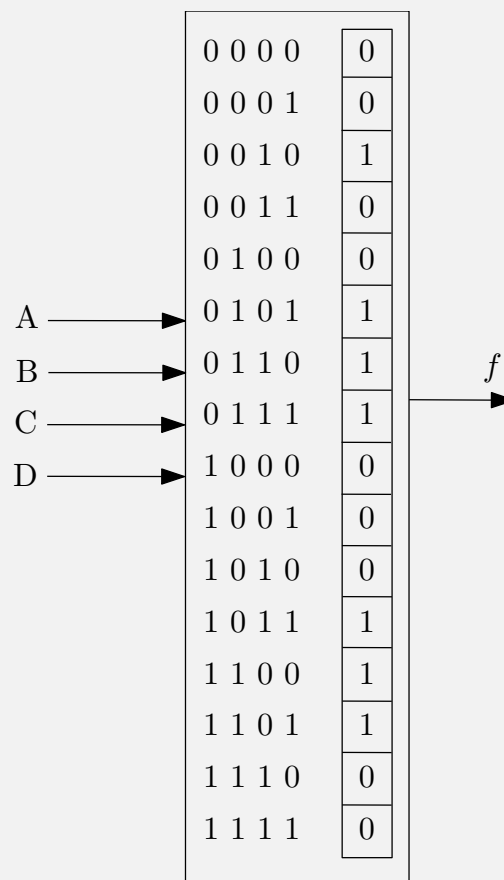 0 0 0 0 0
0 0 0 1 0
0 0 1 0 1
0 0 1 1 0
0 1 0 0 0
A 0 1 0 1 1
B 0 1 1 0 1
f
C 0 1 1 1 1
D 1 0 0 0 0
1 0 0 1 0
1 0 1 0 0
1 0 1 1 1
1 1 0 0 1
1 1 0 1 1
1 1 1 0 0
1 1 1 1 0